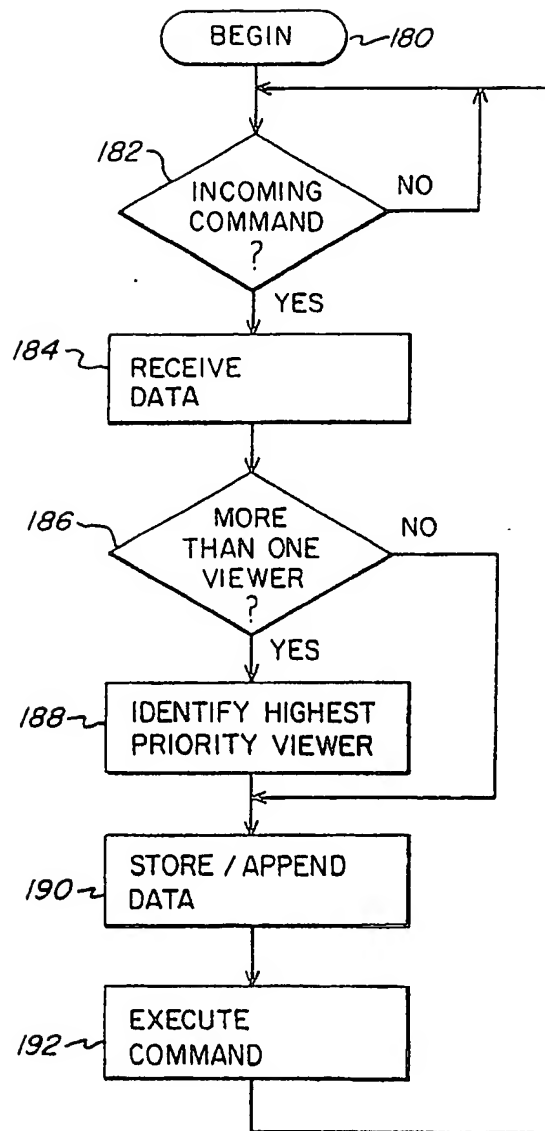 BEGIN
180
182
INCOMING
COMMAND
?
NO
YES
184
RECEIVE
DATA
186
MORE
THAN ONE
VIEWER
?
NO
YES
188
IDENTIFY HIGHEST
PRIORITY VIEWER
190
STORE / APPEND
DATA
192
EXECUTE
COMMAND